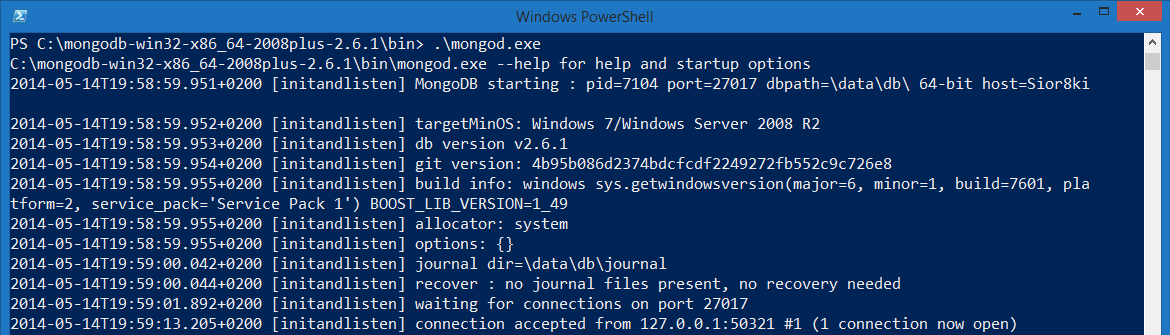 Windows PowerShell
PS C:\mongodb-win32-x86_64-2008plus-2.6.1\bin> .\mongod.exe
C:\mongodb-win32-x86_64-2008plus-2.6.1\bin\mongod.exe --help for help and startup options
2014-05-14T19:58:59.951+0200 [initandlisten] MongoDB starting : pid=7104 port=27017 dbpath=\data\db\ 64-bit host=Sior8ki
2014-05-14T19:58:59.952+0200 [initandlisten] targetMinOS: Windows 7/Windows Server 2008 R2
2014-05-14T19:58:59.953+0200 [initandlisten] db version v2.6.1
2014-05-14T19:58:59.954+0200 [initandlisten] git version: 4b95b086d2374bdcfcdf2249272fb552c9c726e8
2014-05-14T19:58:59.955+0200 [initandlisten] build info: windows sys.getwindowsversion(major=6, minor=1, build=7601, pla
tform=2, service_pack='Service Pack 1') BOOST_LIB_VERSION=1_49
2014-05-14T19:58:59.955+0200 [initandlisten] allocator: system
2014-05-14T19:58:59.955+0200 [initandlisten] options: {}
2014-05-14T19:59:00.042+0200 [initandlisten] journal dir=\data\db\journal
2014-05-14T19:59:00.044+0200 [initandlisten] recover : no journal files present, no recovery needed
2014-05-14T19:59:01.892+0200 [initandlisten] waiting for connections on port 27017
2014-05-14T19:59:13.205+0200 [initandlisten] connection accepted from 127.0.0.1:50321 #1 (1 connection now open)